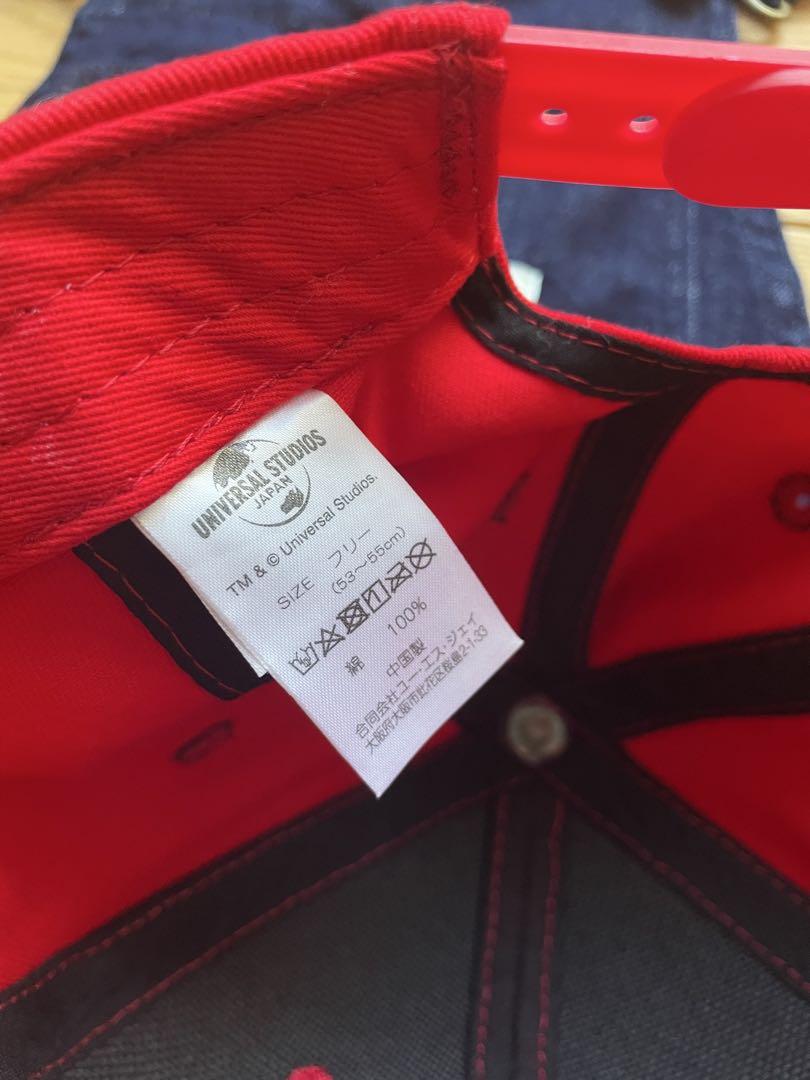 UNIVERSAL STUDIOS
JAPAN
TM & © Universal Studios.
SIZE フリー
(53〜55cm)
綿 100%
中国製
合同会社ユー・エス・ジェイ
大阪府大阪市此花区桜島2-1-33